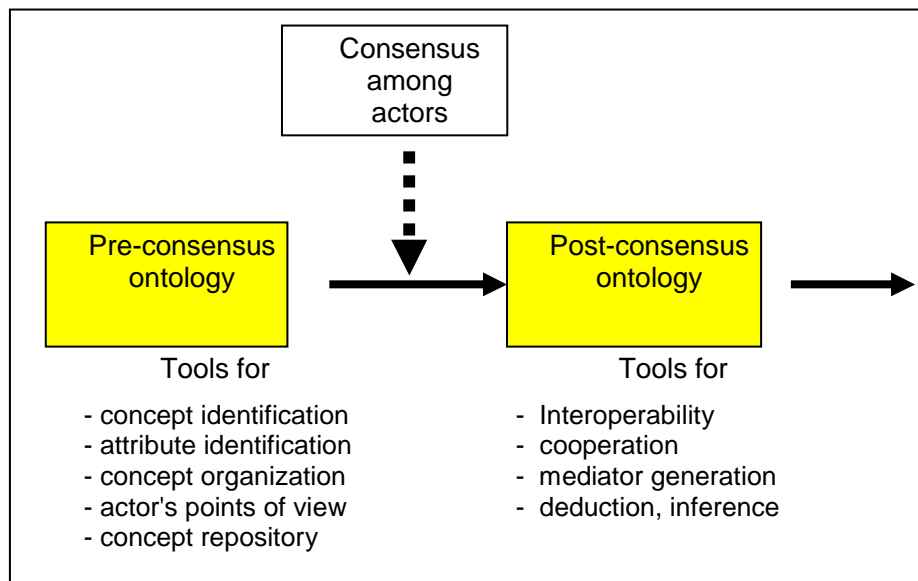 Consensus
among
actors
Pre-consensus
ontology
Post-consensus
ontology
Tools for
- concept identification
- attribute identification
- concept organization
- actor's points of view
- concept repository
Tools for
- Interoperability
- cooperation
- mediator generation
- deduction, inference